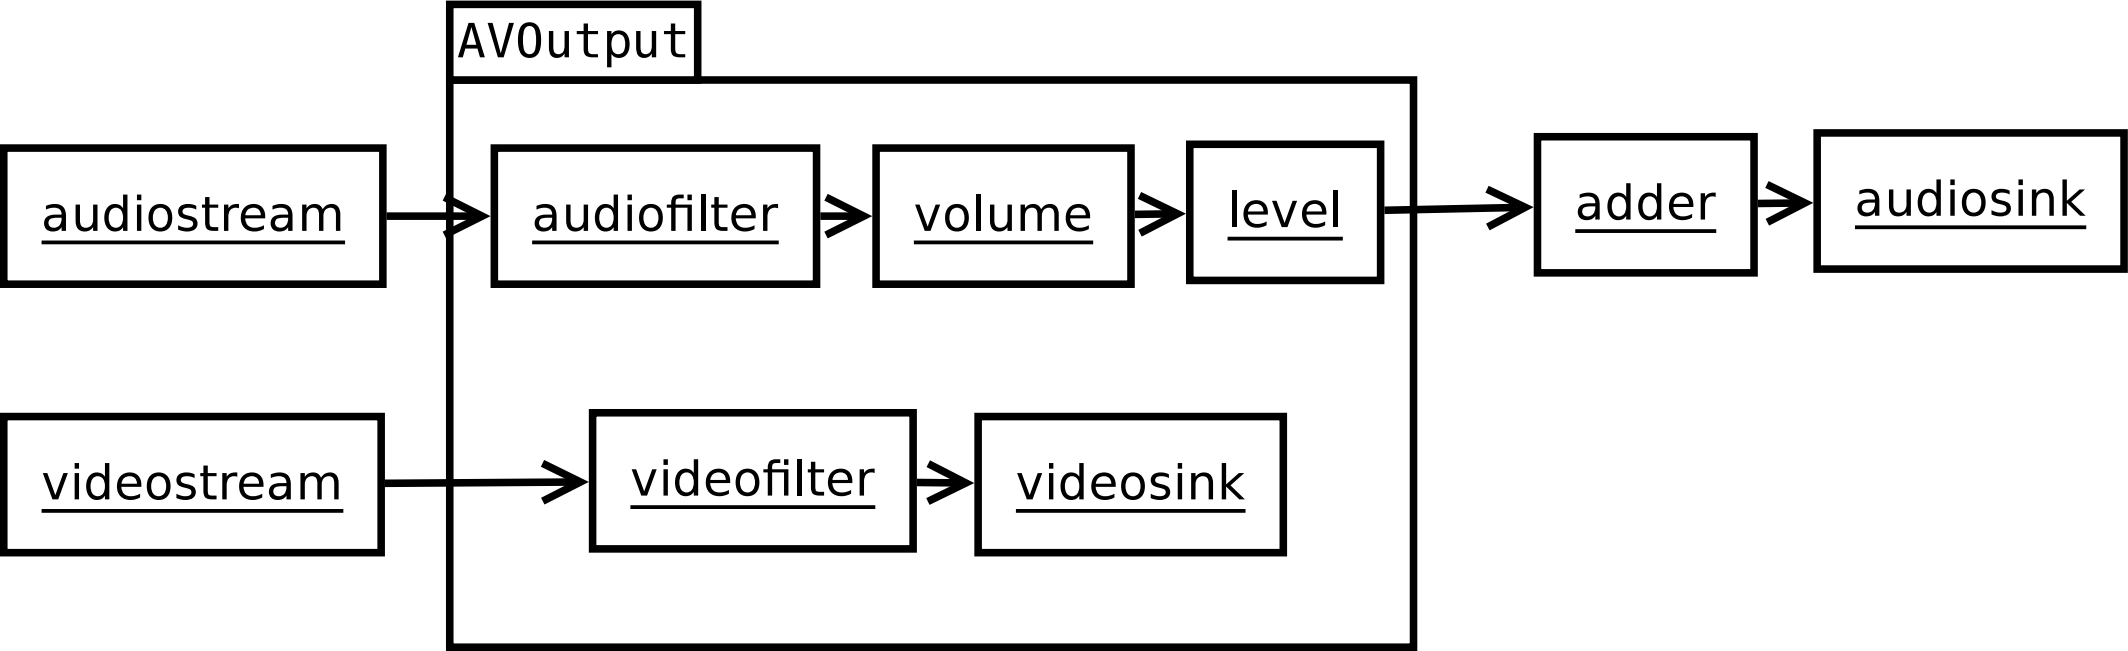 AVOutput
audiostream
audiofilter
volume
level
adder
audiosink
videostream
videofilter
videosink